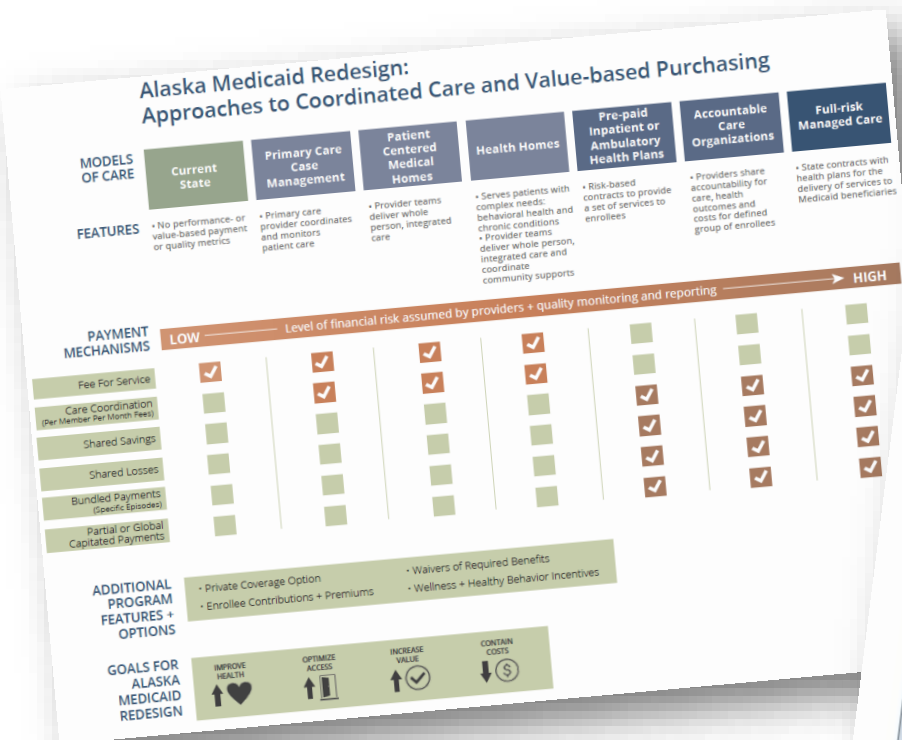 Alaska Medicaid Redesign:
Approaches to Coordinated Care and Value-based Purchasing
MODELS
OF CARE
Current
State
Primary Care
Case
Management
Patient
Centered
Medical
Homes
Health Homes
Pre-paid
Inpatient or
Ambulatory
Health Plans
Accountable
Care
Organizations
Full-risk
Managed Care
FEATURES
• No performance- or
value-based payment
or quality metrics
• Primary care
provider coordinates
and monitors
patient care
• Provider teams
deliver whole
person, integrated
care
• Serves patients with
complex needs:
behavioral health and
chronic conditions
• Provider teams
deliver whole person,
integrated care and
coordinate
community supports
• Risk-based
contracts to provide
a set of services to
enrollees
• Providers share
accountability for
care, health
outcomes and
costs for defined
group of enrollees
• State contracts with
health plans for the
delivery of services to
Medicaid beneficiaries
PAYMENT
MECHANISMS
LOW
Level of financial risk assumed by providers + quality monitoring and reporting
HIGH
Fee For Service
Care Coordination
(Per Member Per Month Fees)
Shared Savings
Shared Losses
Bundled Payments
(Specific Episodes)
Partial or Global
Capitated Payments
ADDITIONAL
PROGRAM
FEATURES +
OPTIONS
• Private Coverage Option
• Enrollee Contributions + Premiums
• Waivers of Required Benefits
• Wellness + Healthy Behavior Incentives
GOALS FOR
ALASKA
MEDICAID
REDESIGN
IMPROVE
HEALTH
OPTIMIZE
ACCESS
INCREASE
VALUE
CONTAIN
COSTS
$